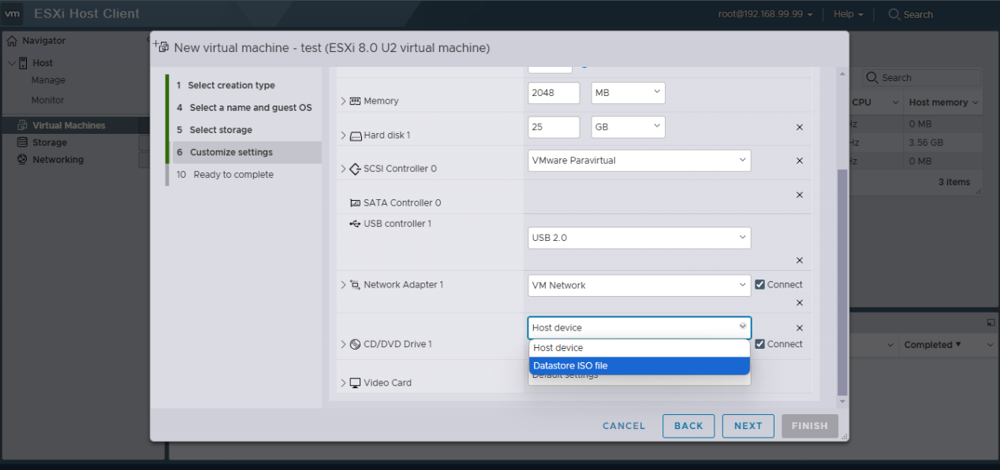 vm ESXi Host Client root@192.168.99.99 Help Search
Navigator
Host
Manage
Monitor
Virtual Machines
Storage
Networking
New virtual machine - test (ESXi 8.0 U2 virtual machine)
1 Select creation type
4 Select a name and guest OS
5 Select storage
6 Customize settings
10 Ready to complete
Memory 2048 MB
Hard disk 1 25 GB
SCSI Controller 0 VMware Paravirtual
SATA Controller 0
USB controller 1
USB 2.0
Network Adapter 1 VM Network Connect
Host device
CD/DVD Drive 1 Host device Connect
Datastore ISO file
Default settings
Video Card
CANCEL BACK NEXT FINISH
Search
CPU Host memory
Hz 0 MB
Hz 3.56 GB
Hz 0 MB
3 items
Completed